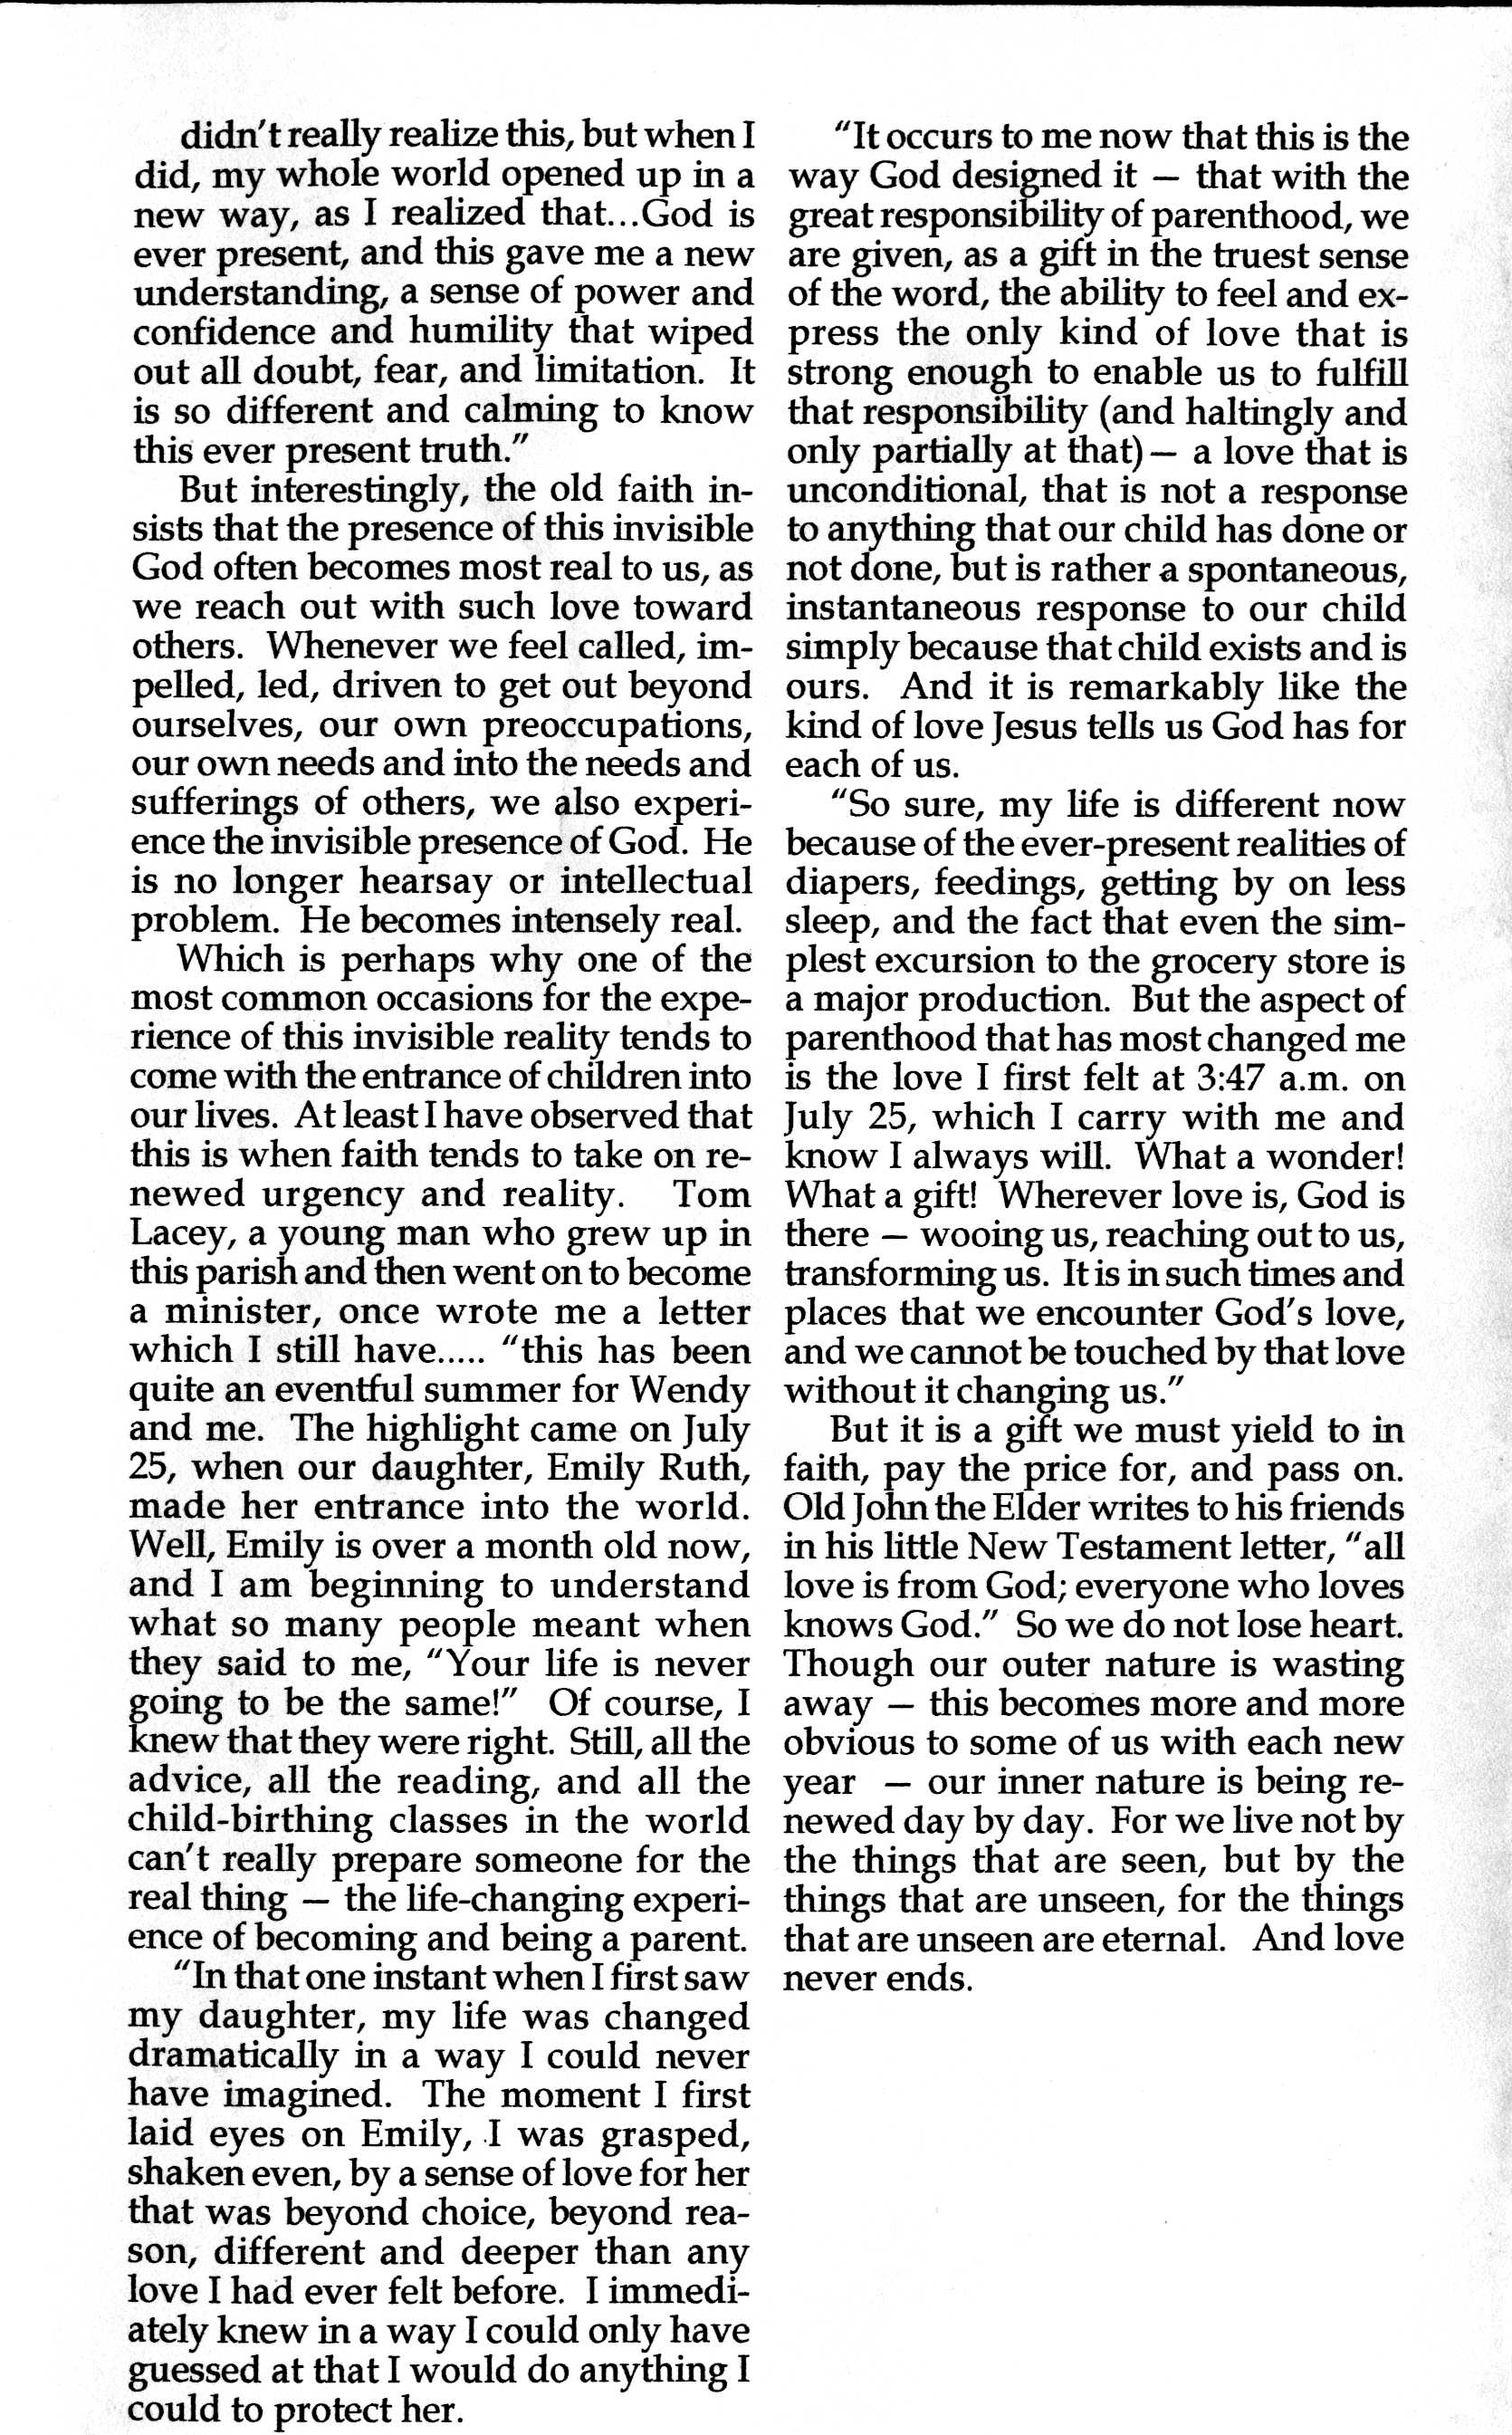 didn't really realize this, but when I
did, my whole world opened up in a
new way, as I realized that...God is
ever present, and this gave me a new
understanding, a sense of power and
confidence and humility that wiped
out all doubt, fear, and limitation. It
is so different and calming to know
this ever present truth."
But interestingly, the old faith in-
sists that the presence of this invisible
God often becomes most real to us, as
we reach out with such love toward
others. Whenever we feel called, im-
pelled, led, driven to get out beyond
ourselves, our own preoccupations,
our own needs and into the needs and
sufferings of others, we also experi-
ence the invisible presence of God. He
is no longer hearsay or intellectual
problem. He becomes intensely real.
Which is perhaps why one of the
most common occasions for the expe-
rience of this invisible reality tends to
come with the entrance of children into
our lives. At least I have observed that
this is when faith tends to take on re-
newed urgency and reality. Tom
Lacey, a young man who grew up in
this parish and then went on to become
a minister, once wrote me a letter
which I still have..... "this has been
quite an eventful summer for Wendy
and me. The highlight came on July
25, when our daughter, Emily Ruth,
made her entrance into the world.
Well, Emily is over a month old now,
and I am beginning to understand
what so many people meant when
they said to me, "Your life is never
going to be the same!" Of course, I
knew that they were right. Still, all the
advice, all the reading, and all the
child-birthing classes in the world
can't really prepare someone for the
real thing — the life-changing experi-
ence of becoming and being a parent.
"In that one instant when I first saw
my daughter, my life was changed
dramatically in a way I could never
have imagined. The moment I first
laid eyes on Emily, I was grasped,
shaken even, by a sense of love for her
that was beyond choice, beyond rea-
son, different and deeper than any
love I had ever felt before. I immedi-
ately knew in a way I could only have
guessed at that I would do anything I
could to protect her.
"It occurs to me now that this is the
way God designed it — that with the
great responsibility of parenthood, we
are given, as a gift in the truest sense
of the word, the ability to feel and ex-
press the only kind of love that is
strong enough to enable us to fulfill
that responsibility (and haltingly and
only partially at that) — a love that is
unconditional, that is not a response
to anything that our child has done or
not done, but is rather a spontaneous,
instantaneous response to our child
simply because that child exists and is
ours. And it is remarkably like the
kind of love Jesus tells us God has for
each of us.
"So sure, my life is different now
because of the ever-present realities of
diapers, feedings, getting by on less
sleep, and the fact that even the sim-
plest excursion to the grocery store is
a major production. But the aspect of
parenthood that has most changed me
is the love I first felt at 3:47 a.m. on
July 25, which I carry with me and
know I always will. What a wonder!
What a gift! Wherever love is, God is
there — wooing us, reaching out to us,
transforming us. It is in such times and
places that we encounter God's love,
and we cannot be touched by that love
without it changing us."
But it is a gift we must yield to in
faith, pay the price for, and pass on.
Old John the Elder writes to his friends
in his little New Testament letter, "all
love is from God; everyone who loves
knows God." So we do not lose heart.
Though our outer nature is wasting
away — this becomes more and more
obvious to some of us with each new
year — our inner nature is being re-
newed day by day. For we live not by
the things that are seen, but by the
things that are unseen, for the things
that are unseen are eternal. And love
never ends.